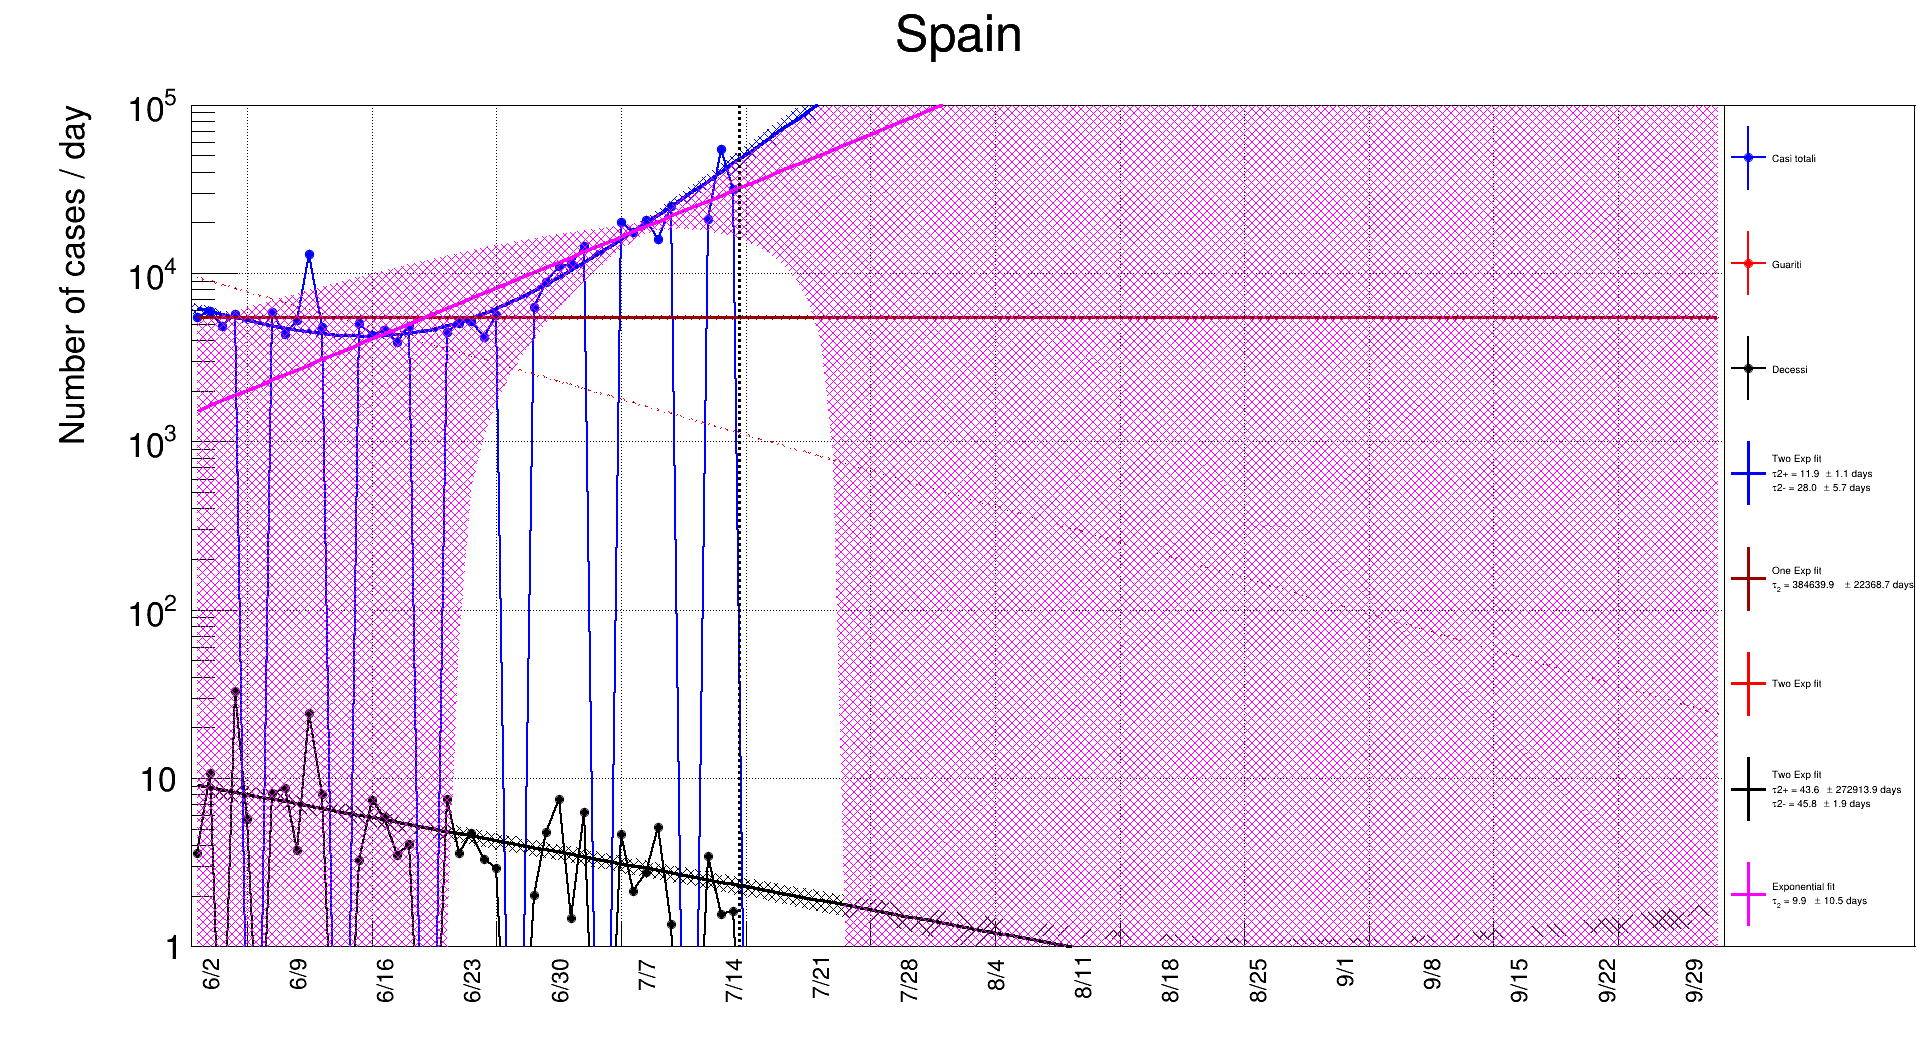 Spain
Number of cases / day
10^5
10^4
10^3
10^2
10
1
6/2 6/9 6/16 6/23 6/30 7/7 7/14 7/21 7/28 8/4 8/11 8/18 8/25 9/1 9/8 9/15 9/22 9/29
Casi totali
Guariti
Decessi
Two Exp fit
τ2+ = 11.9 ± 1.1 days
τ2- = 28.0 ± 5.7 days
One Exp fit
τ₂ = 384639.9 ± 22368.7 days
Two Exp fit
Two Exp fit
τ2+ = 43.6 ± 272913.9 days
τ2- = 45.8 ± 1.9 days
Exponential fit
τ₂ = 9.9 ± 10.5 days